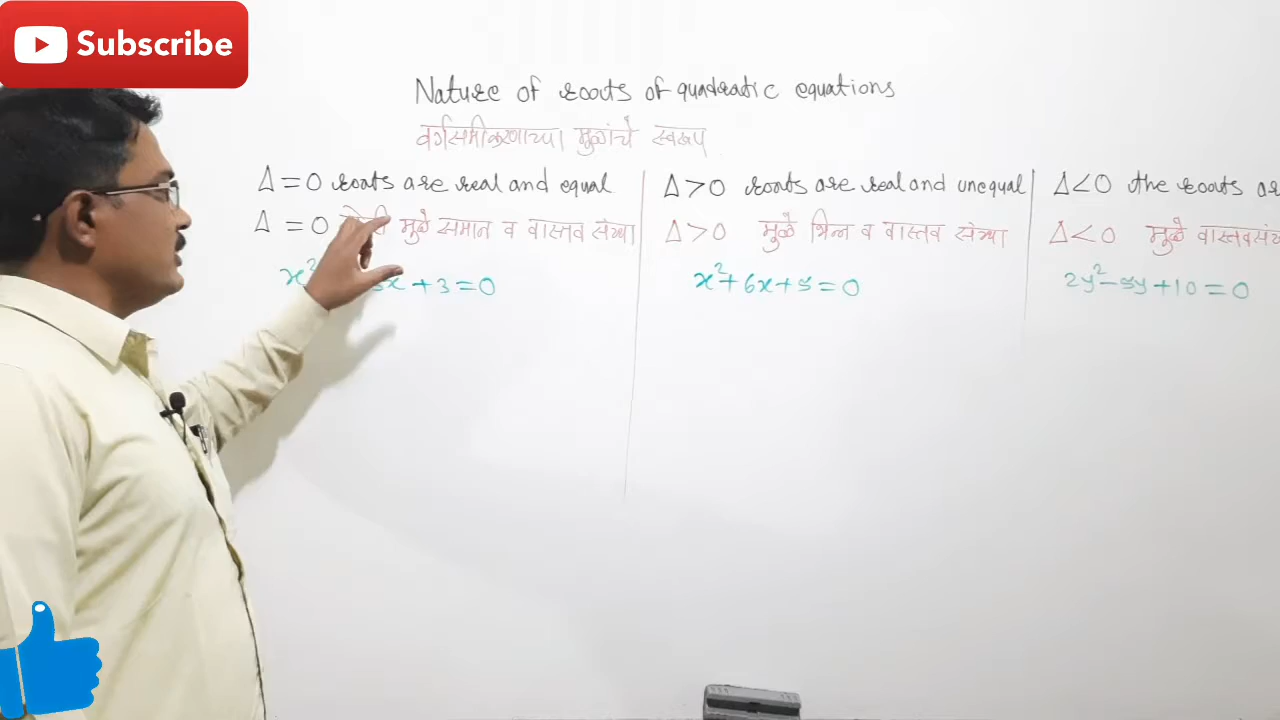 Subscribe
Nature of roots of quadratic equations
वर्गसमीकरणाच्या मुळांचे स्वरूप
Δ = 0 roots are real and equal
Δ = 0 मुळे समान व वास्तव संख्या
+ 3 = 0
Δ > 0 roots are real and unequal
Δ > 0 मुळे भिन्न व वास्तव संख्या
x² + 6x + 5 = 0
Δ < 0 the roots
Δ < 0 मुळे
2y² - 5y + 10 = 0